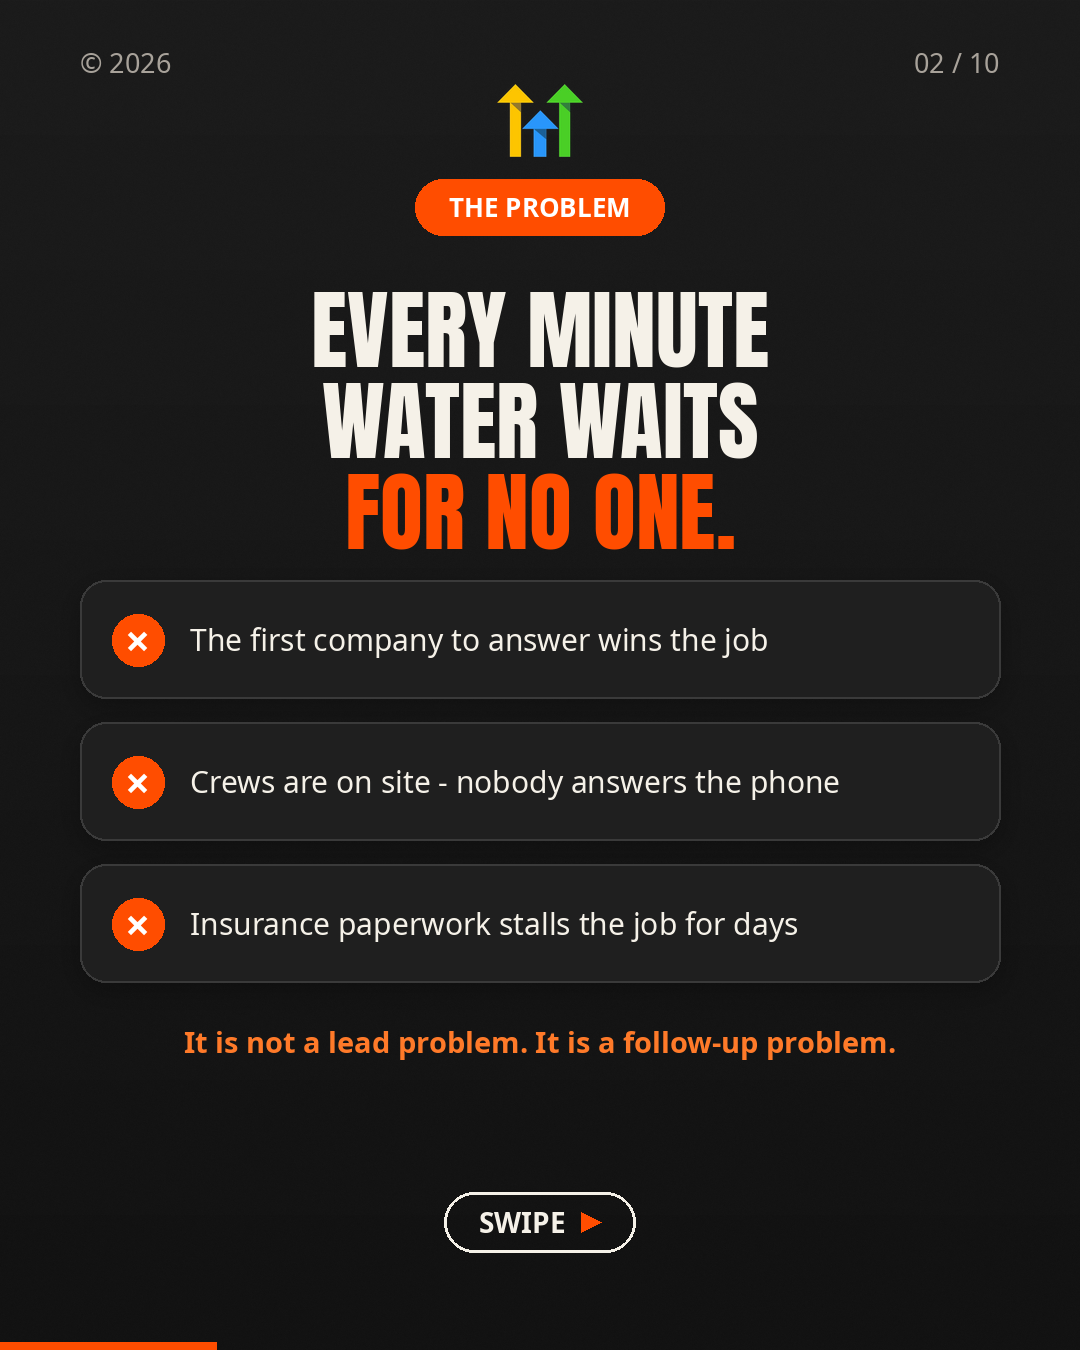 © 2026
02 / 10
THE PROBLEM
EVERY MINUTE
WATER WAITS
FOR NO ONE.
The first company to answer wins the job
Crews are on site - nobody answers the phone
Insurance paperwork stalls the job for days
It is not a lead problem. It is a follow-up problem.
SWIPE